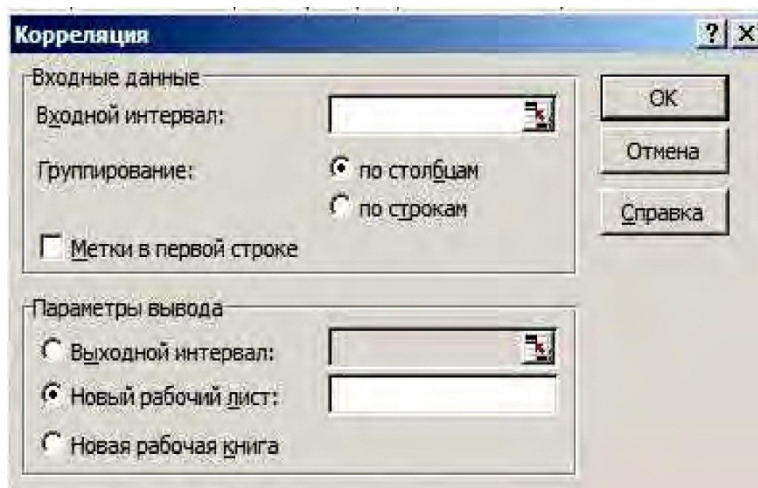 Корреляция
Входные данные
Входной интервал:
Группирование:
по столбцам
по строкам
Метки в первой строке
OK
Отмена
Справка
Параметры вывода
Выходной интервал:
Новый рабочий лист:
Новая рабочая книга